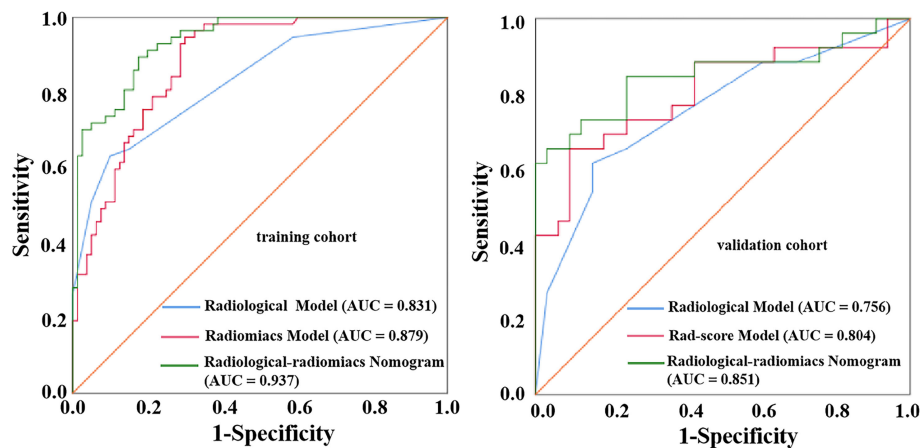 1.0
0.8
0.6
0.4
0.2
0.0
Sensitivity
training cohort
Radiological Model (AUC = 0.831)
Radiomiacs Model (AUC = 0.879)
Radiological-radiomiacs Nomogram
(AUC = 0.937)
0.0 0.2 0.4 0.6 0.8 1.0
1-Specificity
1.0
0.8
0.6
0.4
0.2
0.0
Sensitivity
validation cohort
Radiological Model (AUC = 0.756)
Rad-score Model (AUC = 0.804)
Radiological-radiomiacs Nomogram
(AUC = 0.851)
0.0 0.2 0.4 0.6 0.8 1.0
1-Specificity